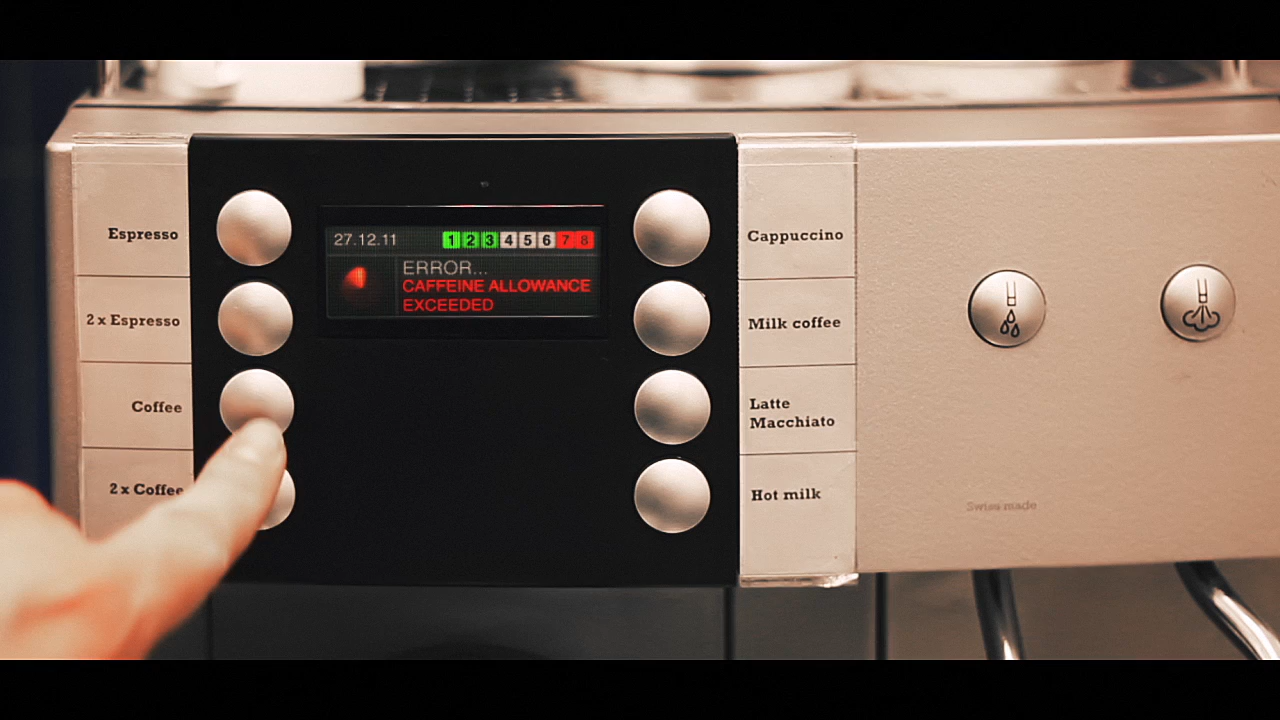 Espresso
2 x Espresso
Coffee
2 x Coffee
27.12.11
1 2 3 4 5 6 7 8
ERROR...
CAFFEINE ALLOWANCE
EXCEEDED
Cappuccino
Milk coffee
Latte
Macchiato
Hot milk
Swiss made